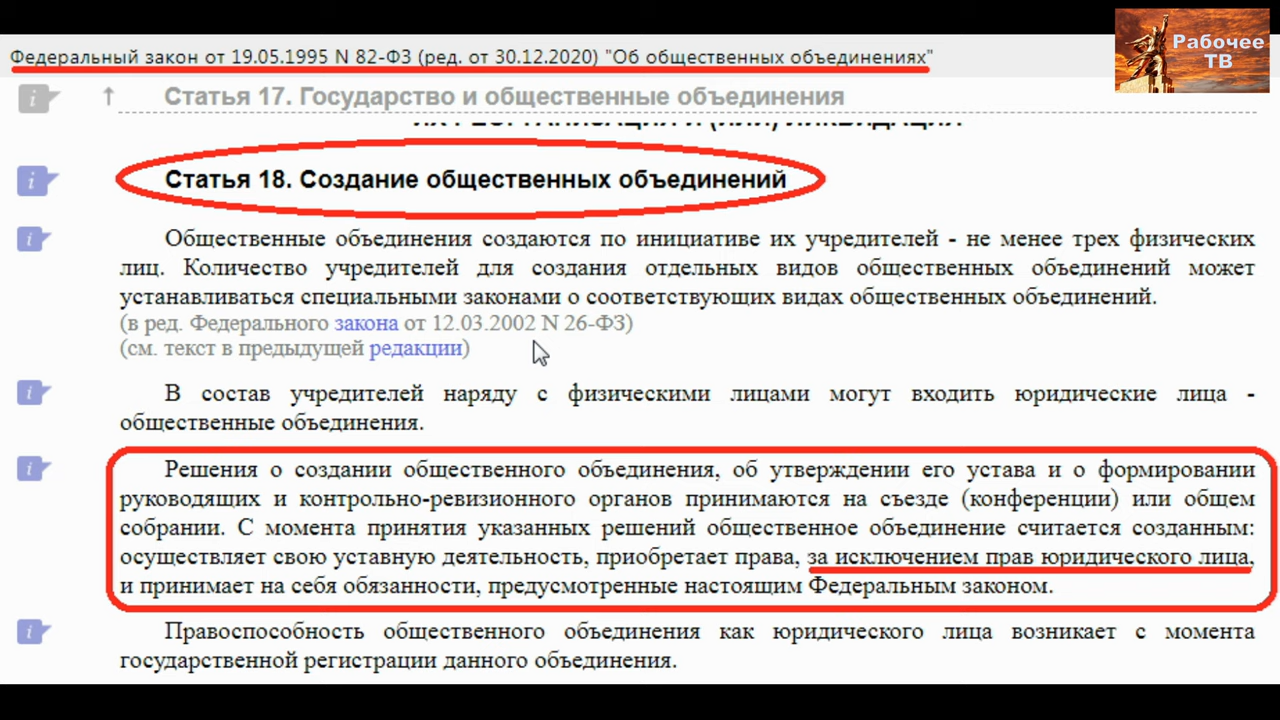 Рабочее
ТВ
Федеральный закон от 19.05.1995 N 82-ФЗ (ред. от 30.12.2020) "Об общественных объединениях"
Статья 17. Государство и общественные объединения
ИХ РЕОРГАНИЗАЦИЯ И (ИЛИ) ЛИКВИДАЦИЯ
Статья 18. Создание общественных объединений
Общественные объединения создаются по инициативе их учредителей - не менее трех физических
лиц. Количество учредителей для создания отдельных видов общественных объединений может
устанавливаться специальными законами о соответствующих видах общественных объединений.
(в ред. Федерального закона от 12.03.2002 N 26-ФЗ)
(см. текст в предыдущей редакции)
В состав учредителей наряду с физическими лицами могут входить юридические лица -
общественные объединения.
Решения о создании общественного объединения, об утверждении его устава и о формировании
руководящих и контрольно-ревизионного органов принимаются на съезде (конференции) или общем
собрании. С момента принятия указанных решений общественное объединение считается созданным:
осуществляет свою уставную деятельность, приобретает права, за исключением прав юридического лица,
и принимает на себя обязанности, предусмотренные настоящим Федеральным законом.
Правоспособность общественного объединения как юридического лица возникает с момента
государственной регистрации данного объединения.